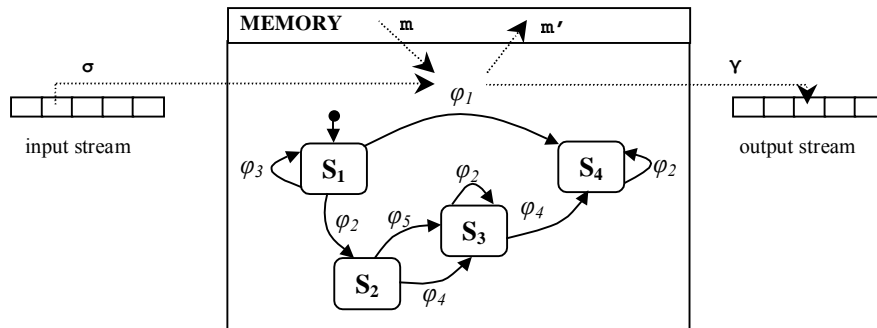 MEMORY m m′
σ γ
φ1
input stream output stream
φ3 S1 S4 φ2
φ2
φ2 φ5 S3 φ4
S2 φ4